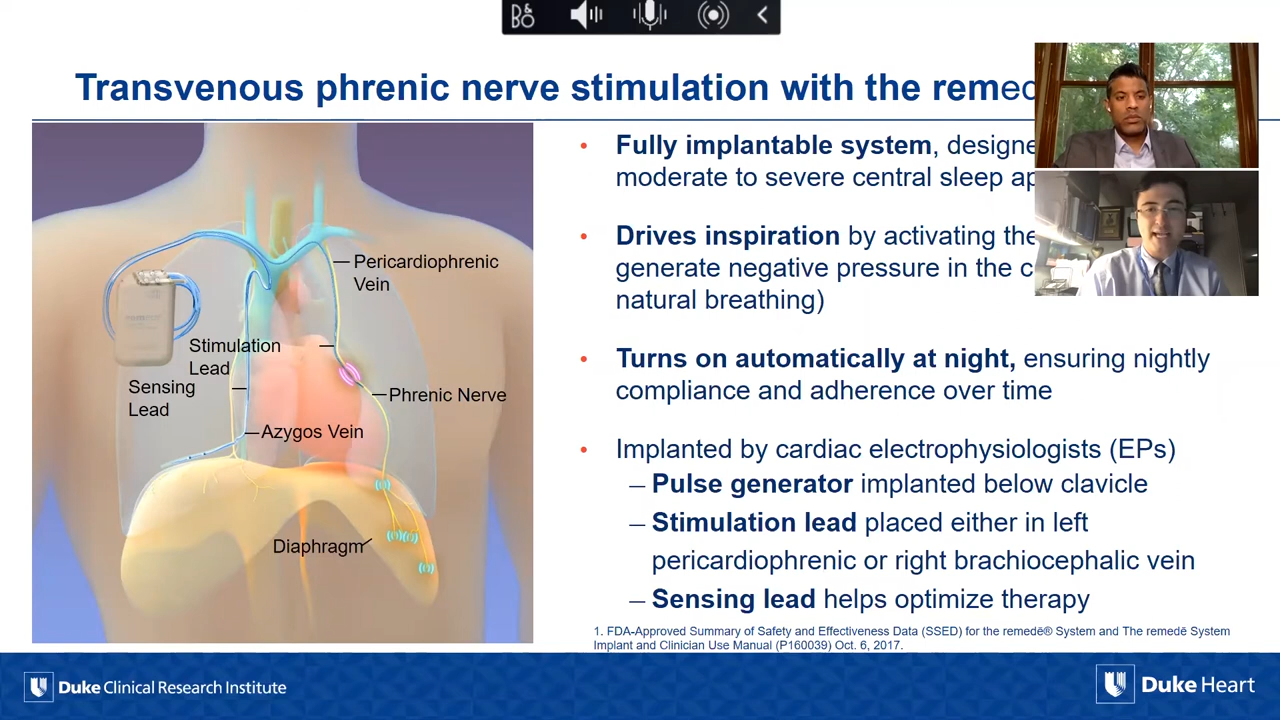 B&O
Transvenous phrenic nerve stimulation with the
Fully implantable system,
moderate to severe central sleep
Drives inspiration by activating the
generate negative pressure in the
natural breathing)
Turns on automatically at night, ensuring nightly
compliance and adherence over time
Implanted by cardiac electrophysiologists (EPs)
– Pulse generator implanted below clavicle
– Stimulation lead placed either in left
pericardiophrenic or right brachiocephalic vein
– Sensing lead helps optimize therapy
Pericardiophrenic
Vein
Stimulation
Lead
Sensing
Lead
Phrenic Nerve
Azygos Vein
Diaphragm
1. FDA-Approved Summary of Safety and Effectiveness Data (SSED) for the remedē® System and The remedē System
Implant and Clinician Use Manual (P160039) Oct. 6, 2017.
Duke Clinical Research Institute
Duke Heart